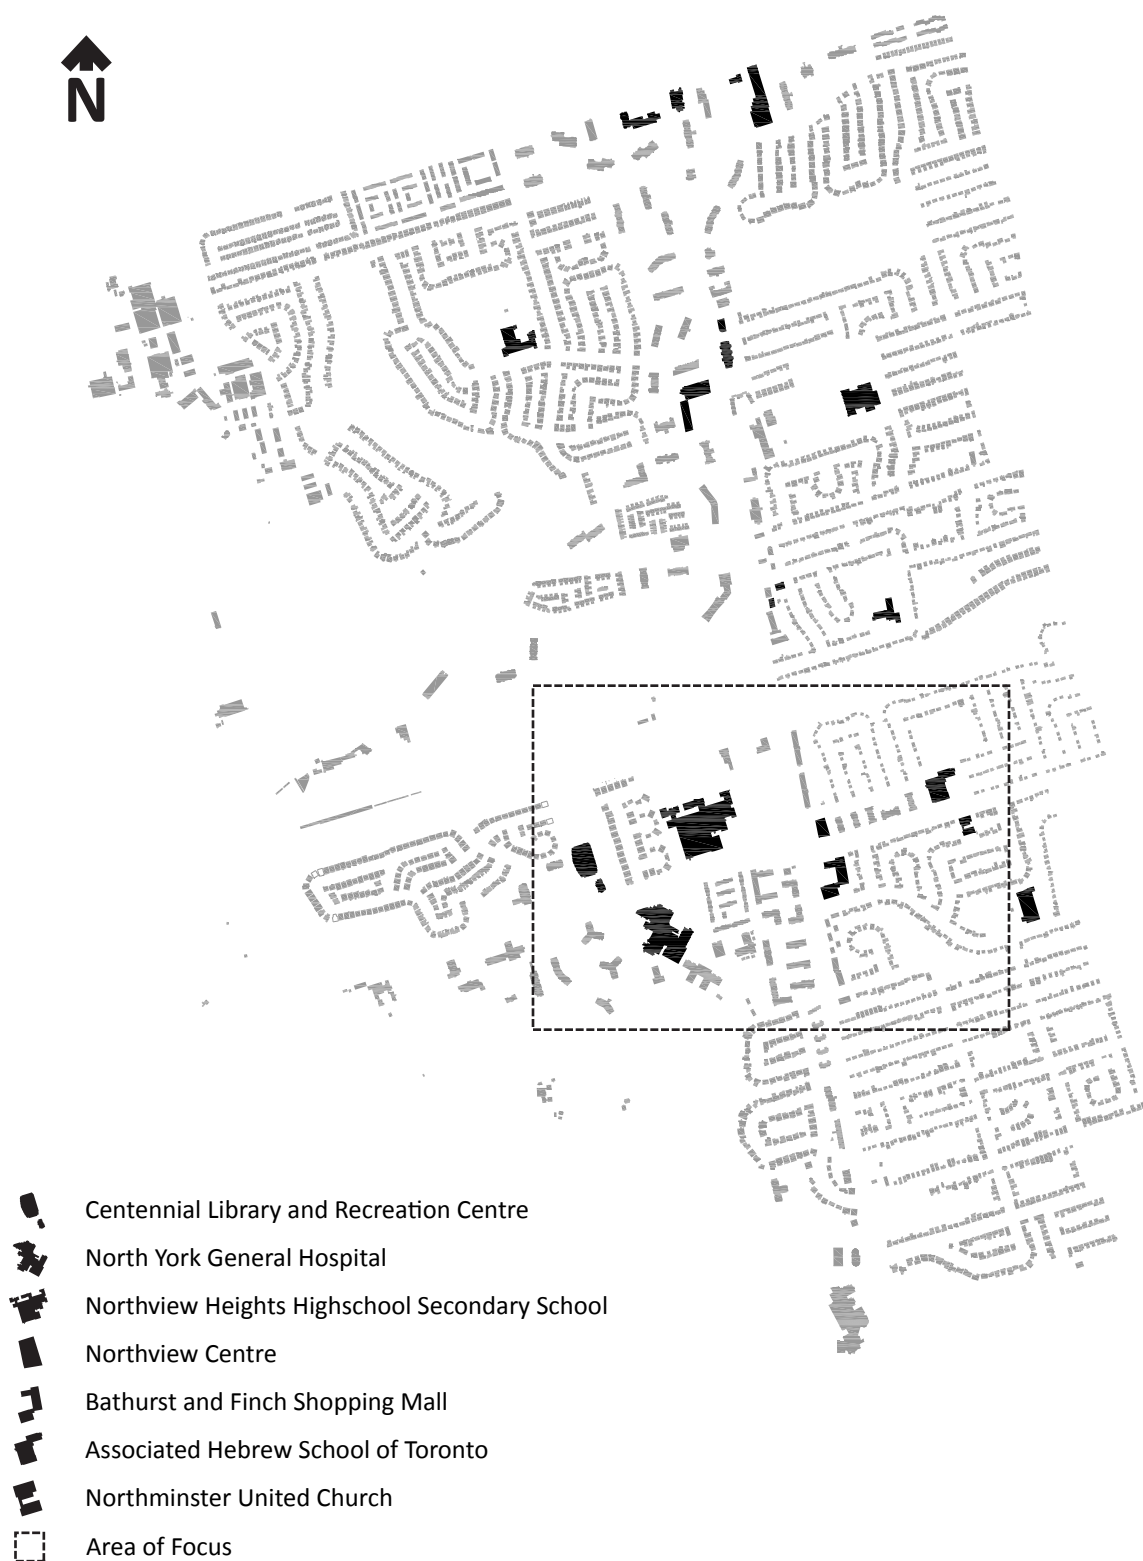 N
Centennial Library and Recreation Centre
North York General Hospital
Northview Heights Highschool Secondary School
Northview Centre
Bathurst and Finch Shopping Mall
Associated Hebrew School of Toronto
Northminster United Church
Area of Focus